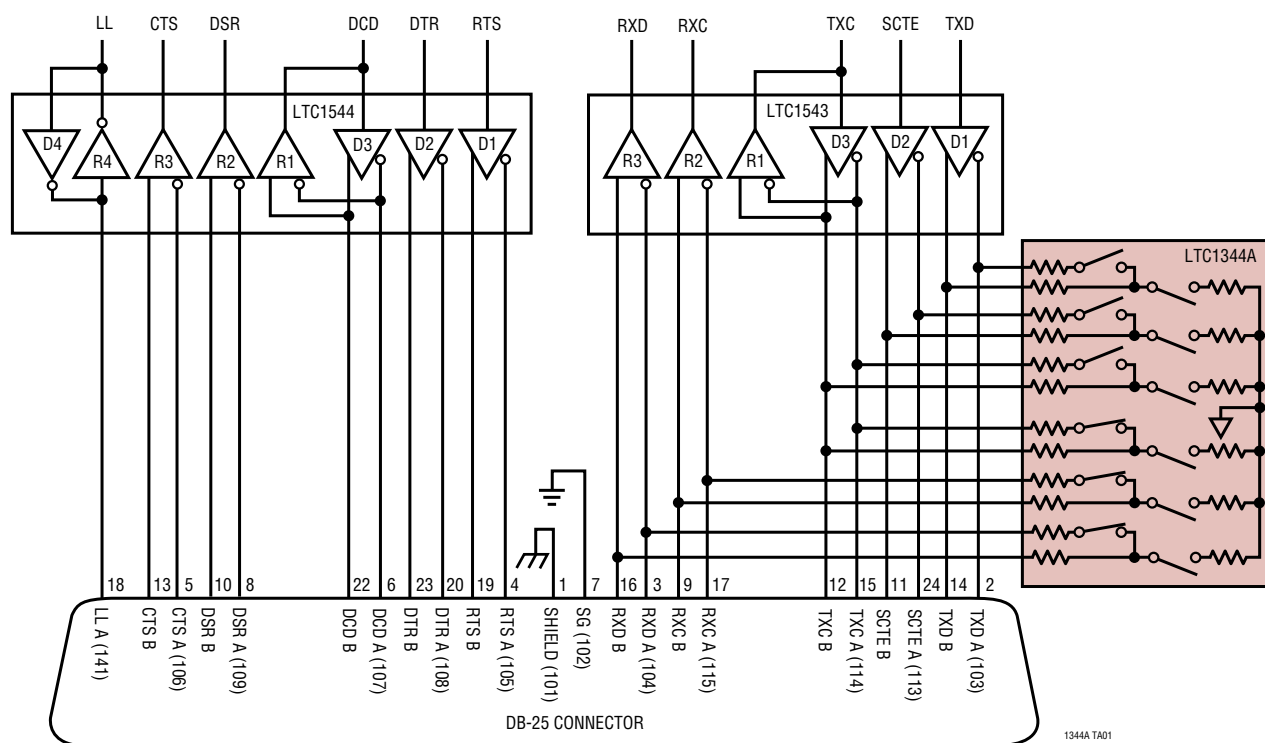 LL CTS DSR DCD DTR RTS RXD RXC TXC SCTE TXD
LTC1544 LTC1543
D4 R4 R3 R2 R1 D3 D2 D1 R3 R2 R1 D3 D2 D1
LTC1344A
18 13 5 10 8 22 6 23 20 19 4 1 7 16 3 9 17 12 15 11 24 14 2
LL A (141)
CTS B
CTS A (106)
DSR B
DSR A (109)
DCD B
DCD A (107)
DTR B
DTR A (108)
RTS B
RTS A (105)
SHIELD (101)
SG (102)
RXD B
RXD A (104)
RXC B
RXC A (115)
TXC B
TXC A (114)
SCTE B
SCTE A (113)
TXD B
TXD A (103)
DB-25 CONNECTOR
1344A TA01